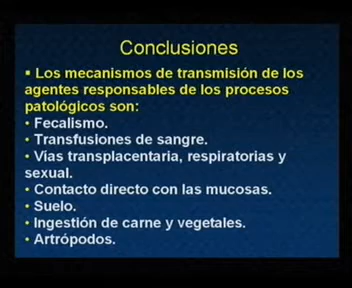 Conclusiones
▪ Los mecanismos de transmisión de los
agentes responsables de los procesos
patológicos son:
• Fecalismo.
• Transfusiones de sangre.
• Vías transplacentaria, respiratorias y
sexual.
• Contacto directo con las mucosas.
• Suelo.
• Ingestión de carne y vegetales.
• Artrópodos.